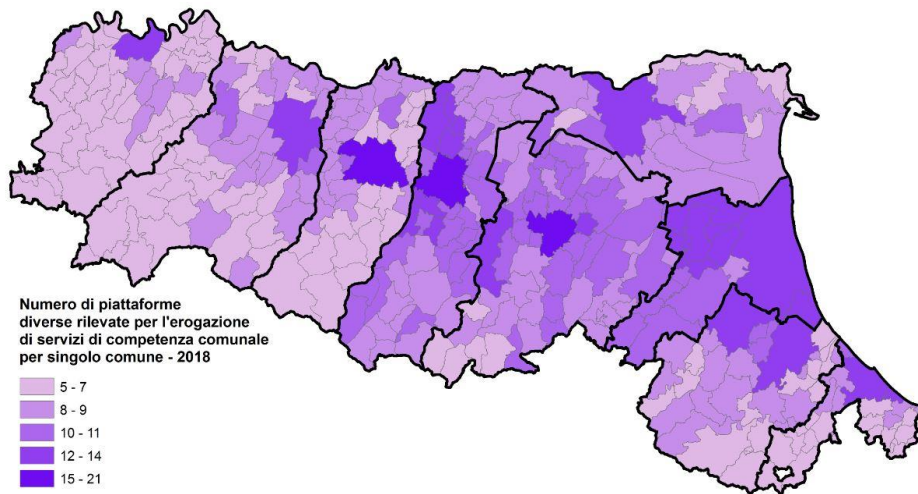 Numero di piattaforme
diverse rilevate per l'erogazione
di servizi di competenza comunale
per singolo comune - 2018
5 - 7
8 - 9
10 - 11
12 - 14
15 - 21